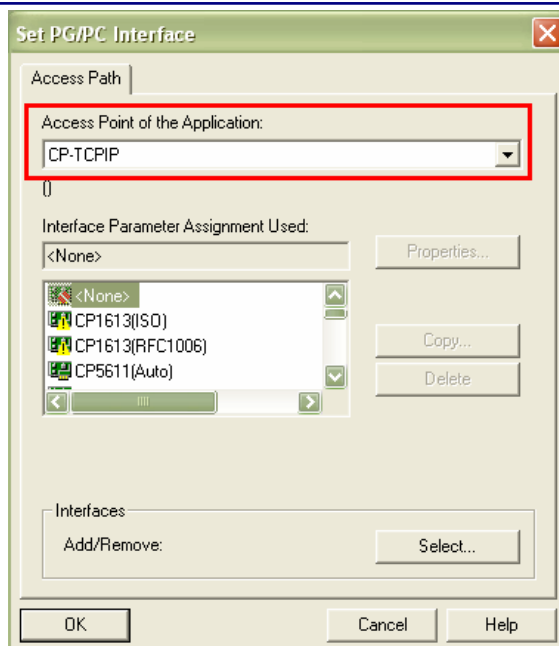 Set PG/PC Interface
Access Path
Access Point of the Application:
CP-TCPIP
()
Interface Parameter Assignment Used:
<None>
Properties...
<None>
CP1613(ISO)
CP1613(RFC1006)
Copy...
CP5611(Auto)
Delete
Interfaces
Add/Remove:
Select...
OK
Cancel
Help